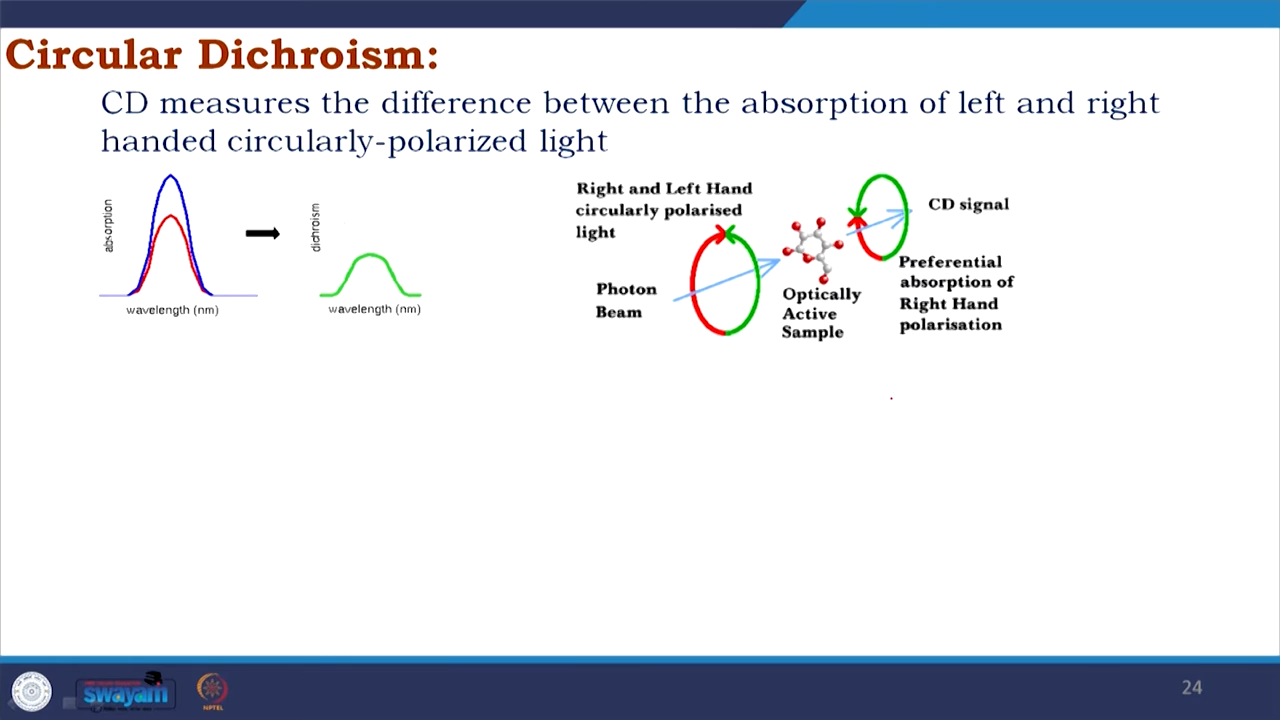 Circular Dichroism:
CD measures the difference between the absorption of left and right
handed circularly-polarized light
absorption
wavelength (nm)
dichroism
wavelength (nm)
Right and Left Hand
circularly polarised
light
Photon
Beam
Optically
Active
Sample
CD signal
Preferential
absorption of
Right Hand
polarisation
swayam
NPTEL
24